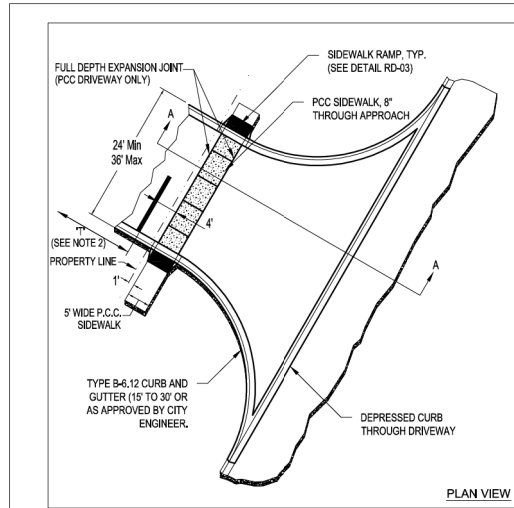 SIDEWALK RAMP, TYP.
(SEE DETAIL RD-03)
FULL DEPTH EXPANSION JOINT
(PCC DRIVEWAY ONLY)
PCC SIDEWALK, 8"
THROUGH APPROACH
A
24' Min
36' Max
4'
"T"
(SEE NOTE 2)
PROPERTY LINE
1'
A
5' WIDE P.C.C.
SIDEWALK
TYPE B-6.12 CURB AND
GUTTER (15' TO 30' OR
AS APPROVED BY CITY
ENGINEER.
DEPRESSED CURB
THROUGH DRIVEWAY
PLAN VIEW